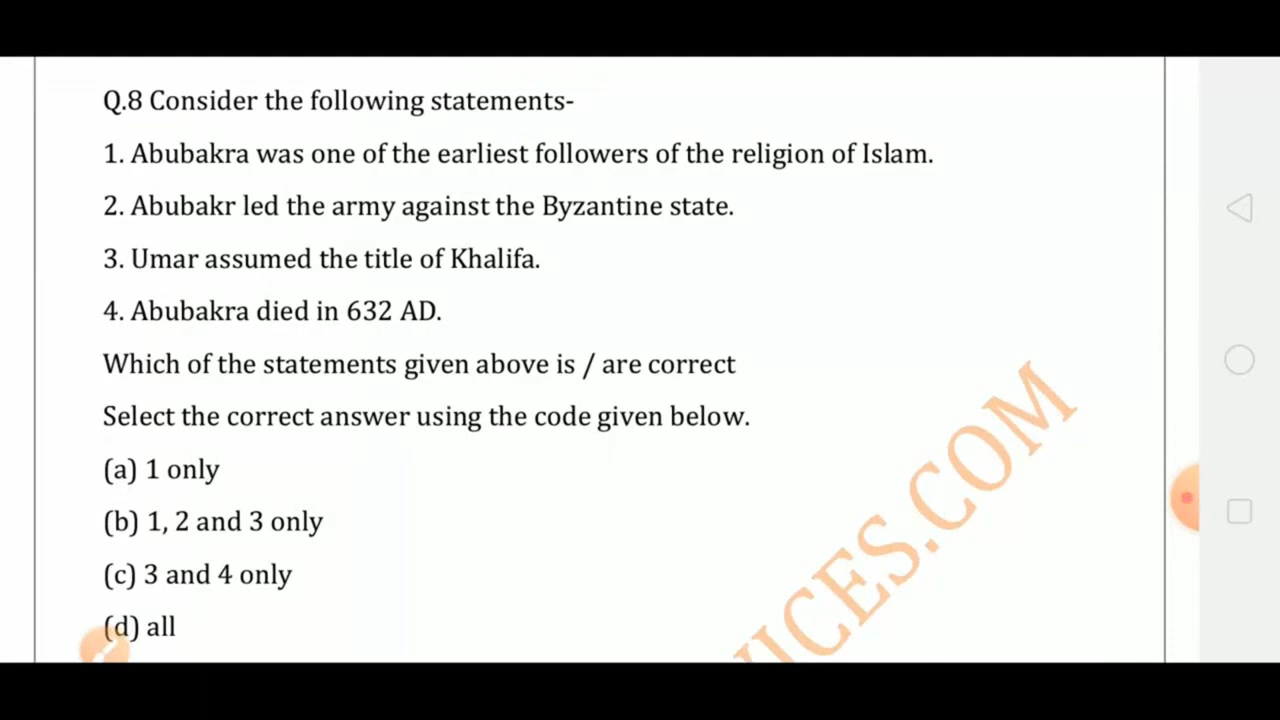 Q.8 Consider the following statements-
1. Abubakra was one of the earliest followers of the religion of Islam.
2. Abubakr led the army against the Byzantine state.
3. Umar assumed the title of Khalifa.
4. Abubakra died in 632 AD.
Which of the statements given above is / are correct
Select the correct answer using the code given below.
(a) 1 only
(b) 1, 2 and 3 only
(c) 3 and 4 only
(d) all